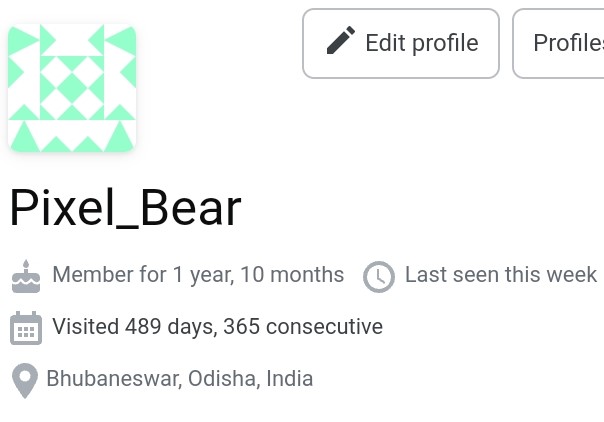 Edit profile
Profiles
Pixel_Bear
Member for 1 year, 10 months Last seen this week
Visited 489 days, 365 consecutive
Bhubaneswar, Odisha, India